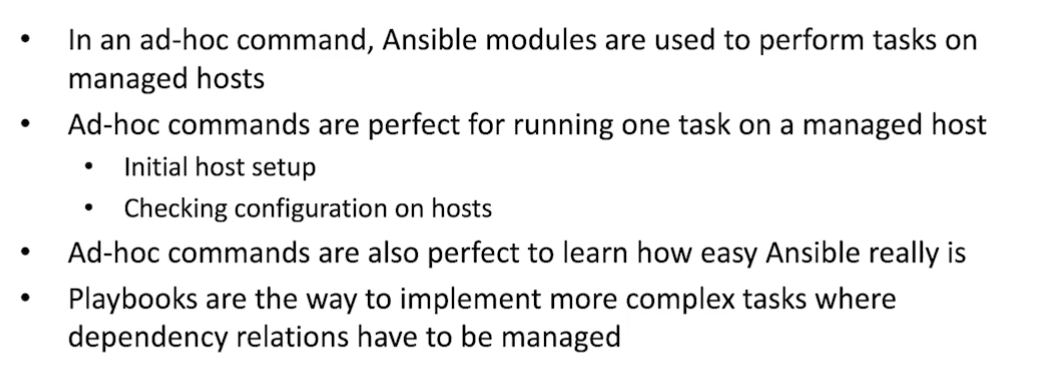 • In an ad-hoc command, Ansible modules are used to perform tasks on
managed hosts
• Ad-hoc commands are perfect for running one task on a managed host
• Initial host setup
• Checking configuration on hosts
• Ad-hoc commands are also perfect to learn how easy Ansible really is
• Playbooks are the way to implement more complex tasks where
dependency relations have to be managed